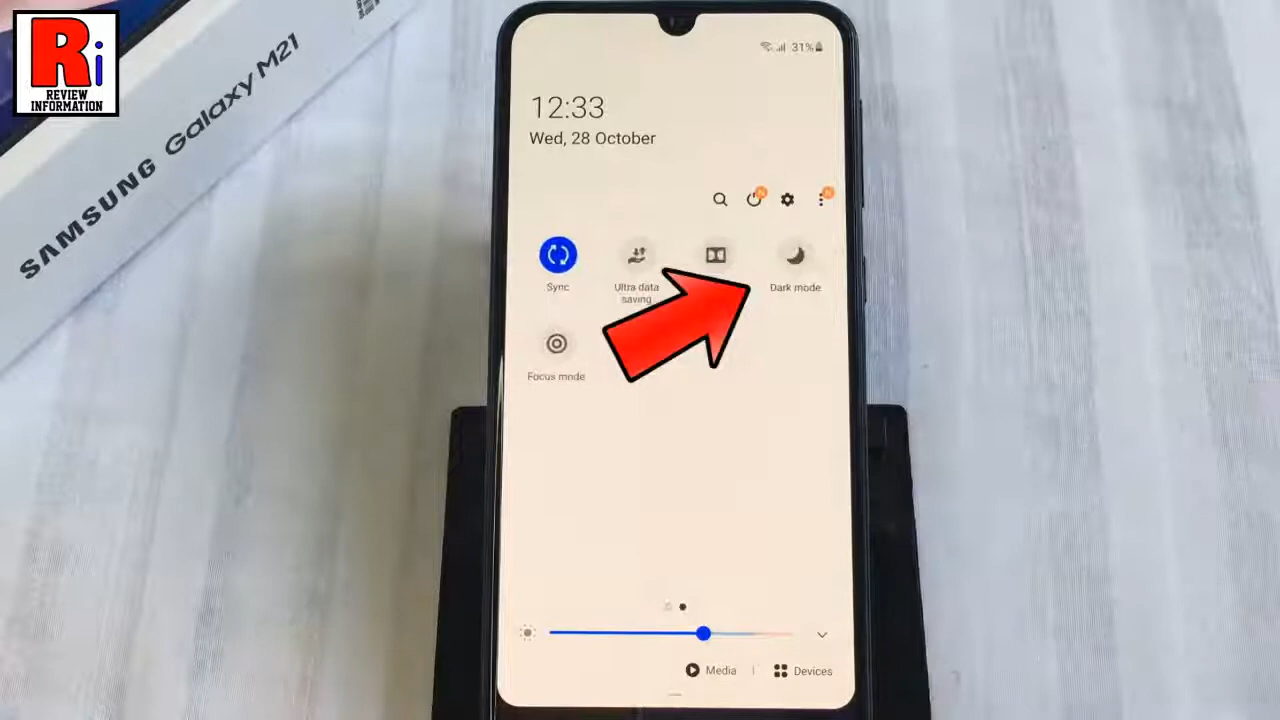 Ri
REVIEW
INFORMATION
SAMSUNG Galaxy M21
31%
12:33
Wed, 28 October
N
N
Sync
Ultra data
saving
Dark mode
Focus mode
Media
Devices